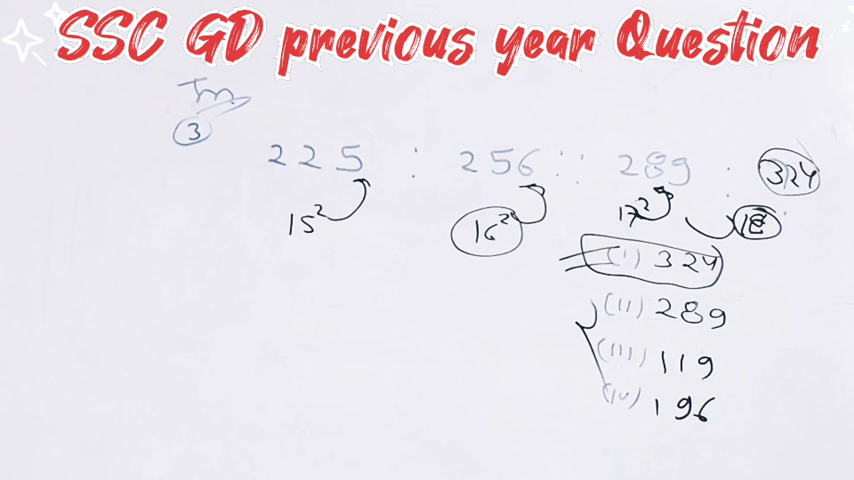 SSC GD previous year Question
3
225 : 256 :: 289 : 324
15² 16² 17² 18
(i) 324
(ii) 289
(iii) 119
(iv) 196